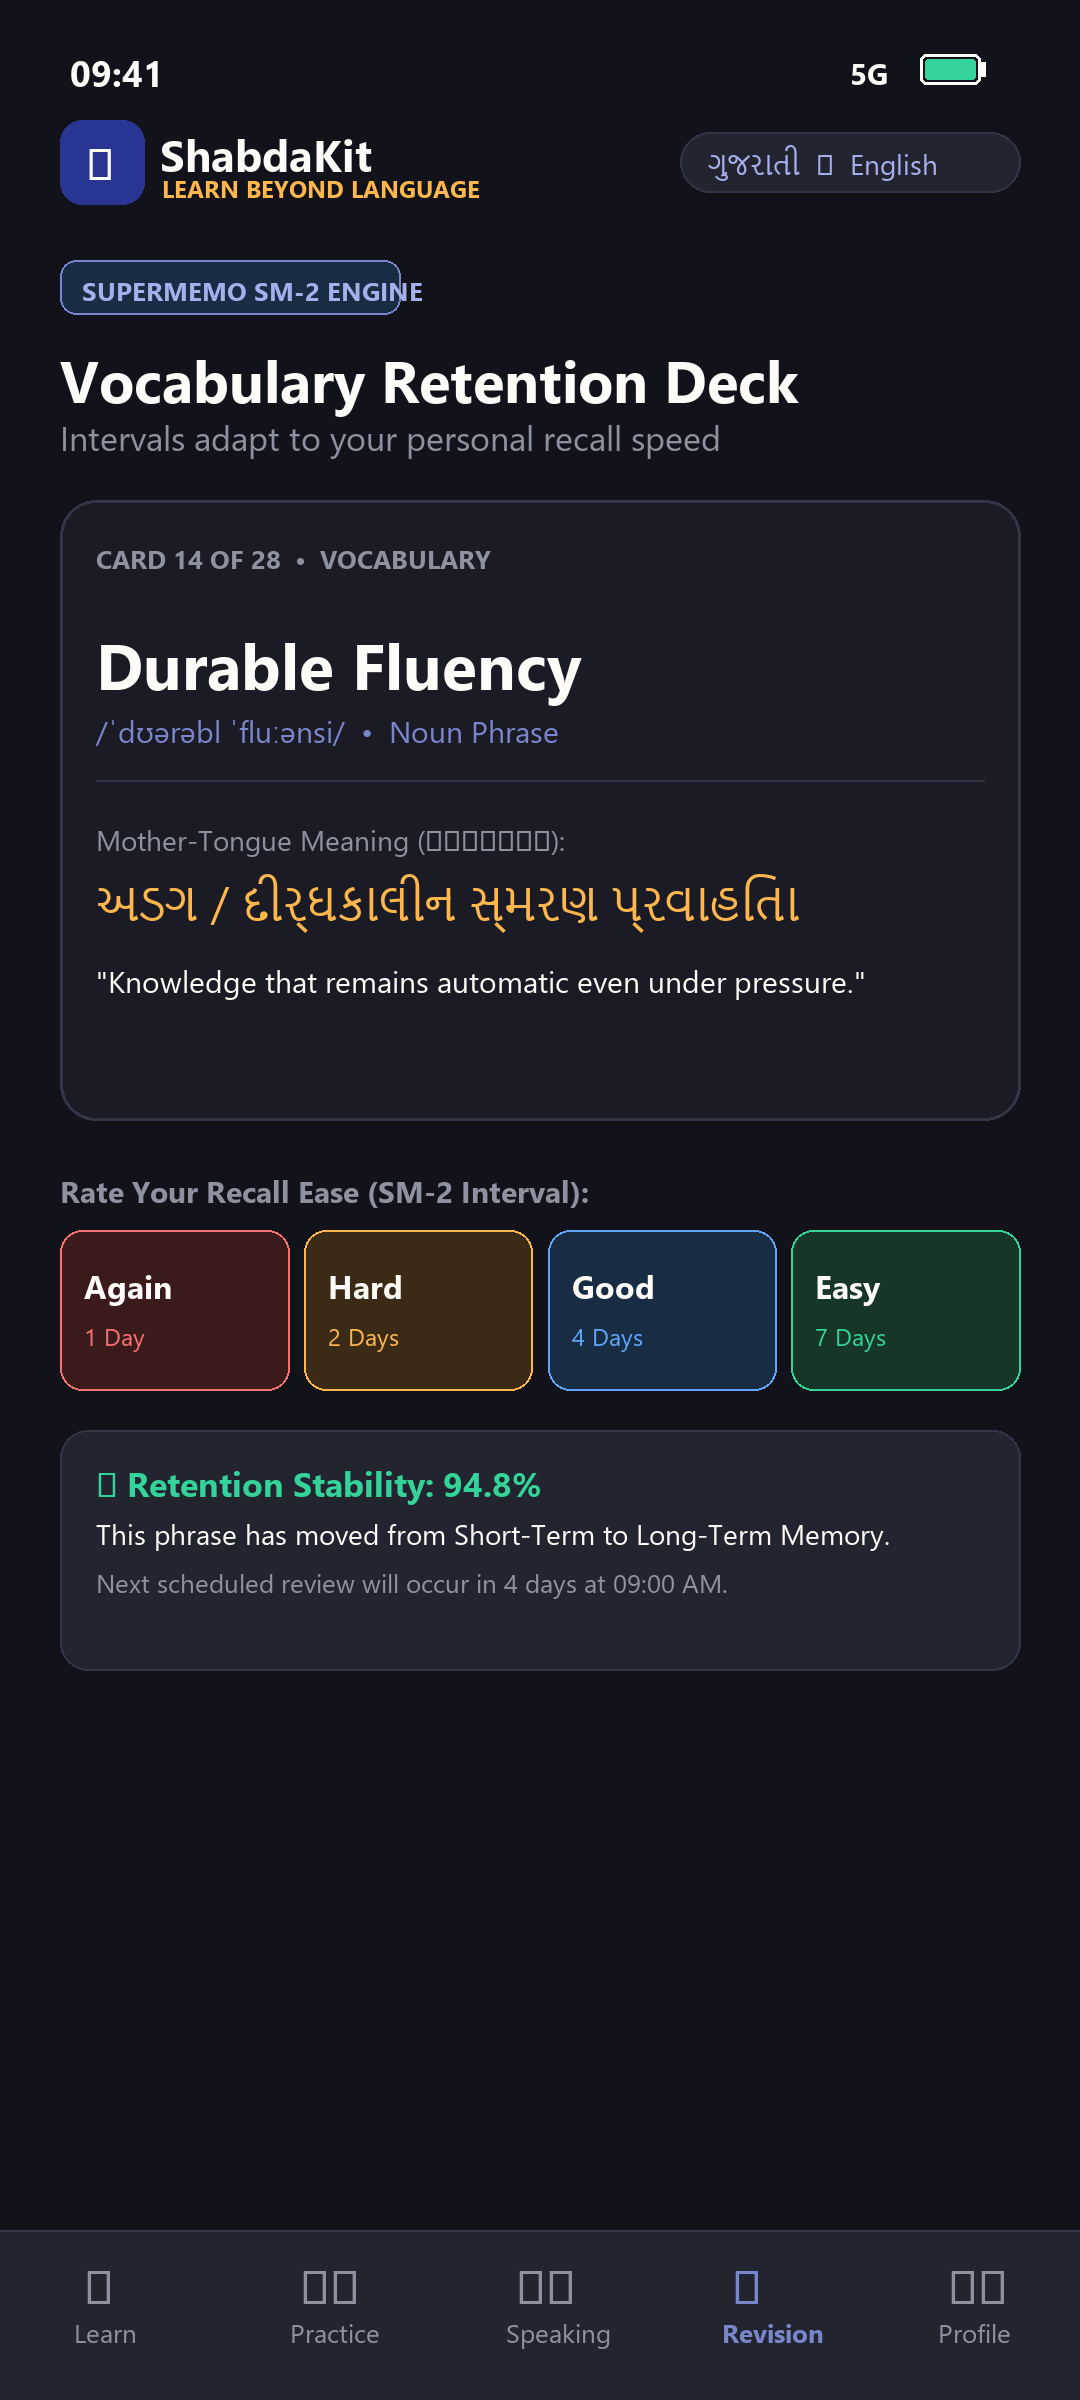 09:41
5G
ShabdaKit
LEARN BEYOND LANGUAGE
ગુજરાતી English
SUPERMEMO SM-2 ENGINE
Vocabulary Retention Deck
Intervals adapt to your personal recall speed
CARD 14 OF 28 • VOCABULARY
Durable Fluency
/ˈdʊərəbl ˈfluːənsi/ • Noun Phrase
Mother-Tongue Meaning (▯▯▯▯▯▯▯):
અડગ / દીર્ઘકાલીન સ્મરણ પ્રવાહિતા
"Knowledge that remains automatic even under pressure."
Rate Your Recall Ease (SM-2 Interval):
Again
1 Day
Hard
2 Days
Good
4 Days
Easy
7 Days
Retention Stability: 94.8%
This phrase has moved from Short-Term to Long-Term Memory.
Next scheduled review will occur in 4 days at 09:00 AM.
Learn
Practice
Speaking
Revision
Profile